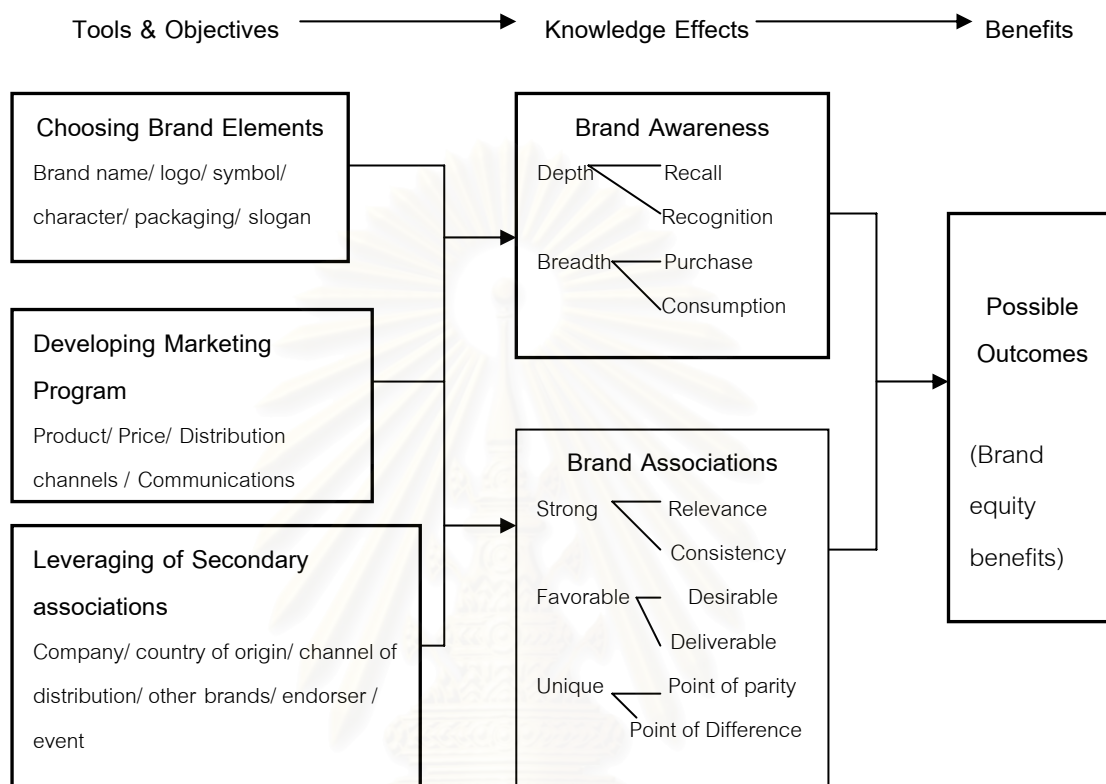 Tools & Objectives
Knowledge Effects
Benefits
Choosing Brand Elements
Brand name/ logo/ symbol/
character/ packaging/ slogan
Developing Marketing
Program
Product/ Price/ Distribution
channels / Communications
Leveraging of Secondary
associations
Company/ country of origin/ channel of
distribution/ other brands/ endorser /
event
Brand Awareness
Depth
Recall
Recognition
Breadth
Purchase
Consumption
Brand Associations
Strong
Relevance
Consistency
Favorable
Desirable
Deliverable
Unique
Point of parity
Point of Difference
Possible
Outcomes
(Brand
equity
benefits)